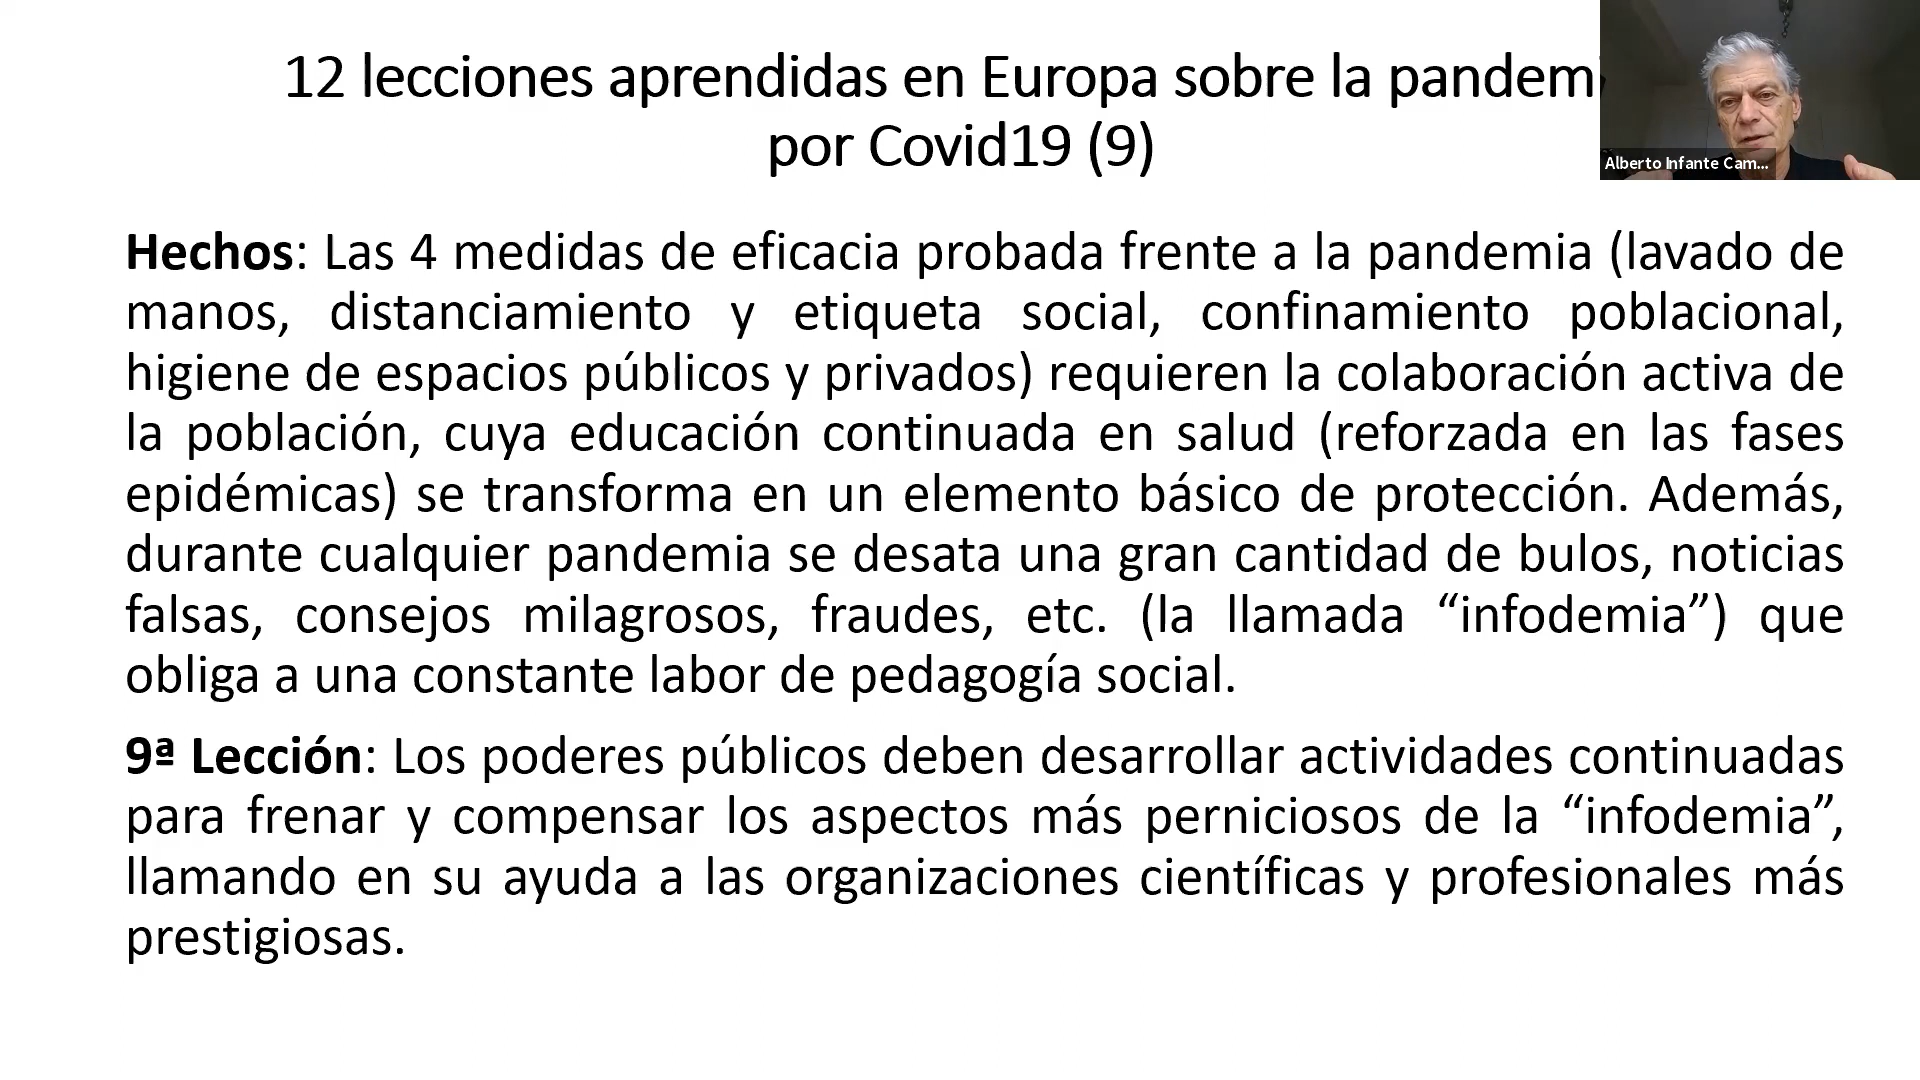 12 lecciones aprendidas en Europa sobre la pandem
por Covid19 (9)
Alberto Infante Cam...
Hechos: Las 4 medidas de eficacia probada frente a la pandemia (lavado de
manos, distanciamiento y etiqueta social, confinamiento poblacional,
higiene de espacios públicos y privados) requieren la colaboración activa de
la población, cuya educación continuada en salud (reforzada en las fases
epidémicas) se transforma en un elemento básico de protección. Además,
durante cualquier pandemia se desata una gran cantidad de bulos, noticias
falsas, consejos milagrosos, fraudes, etc. (la llamada “infodemia”) que
obliga a una constante labor de pedagogía social.
9ª Lección: Los poderes públicos deben desarrollar actividades continuadas
para frenar y compensar los aspectos más perniciosos de la “infodemia”,
llamando en su ayuda a las organizaciones científicas y profesionales más
prestigiosas.